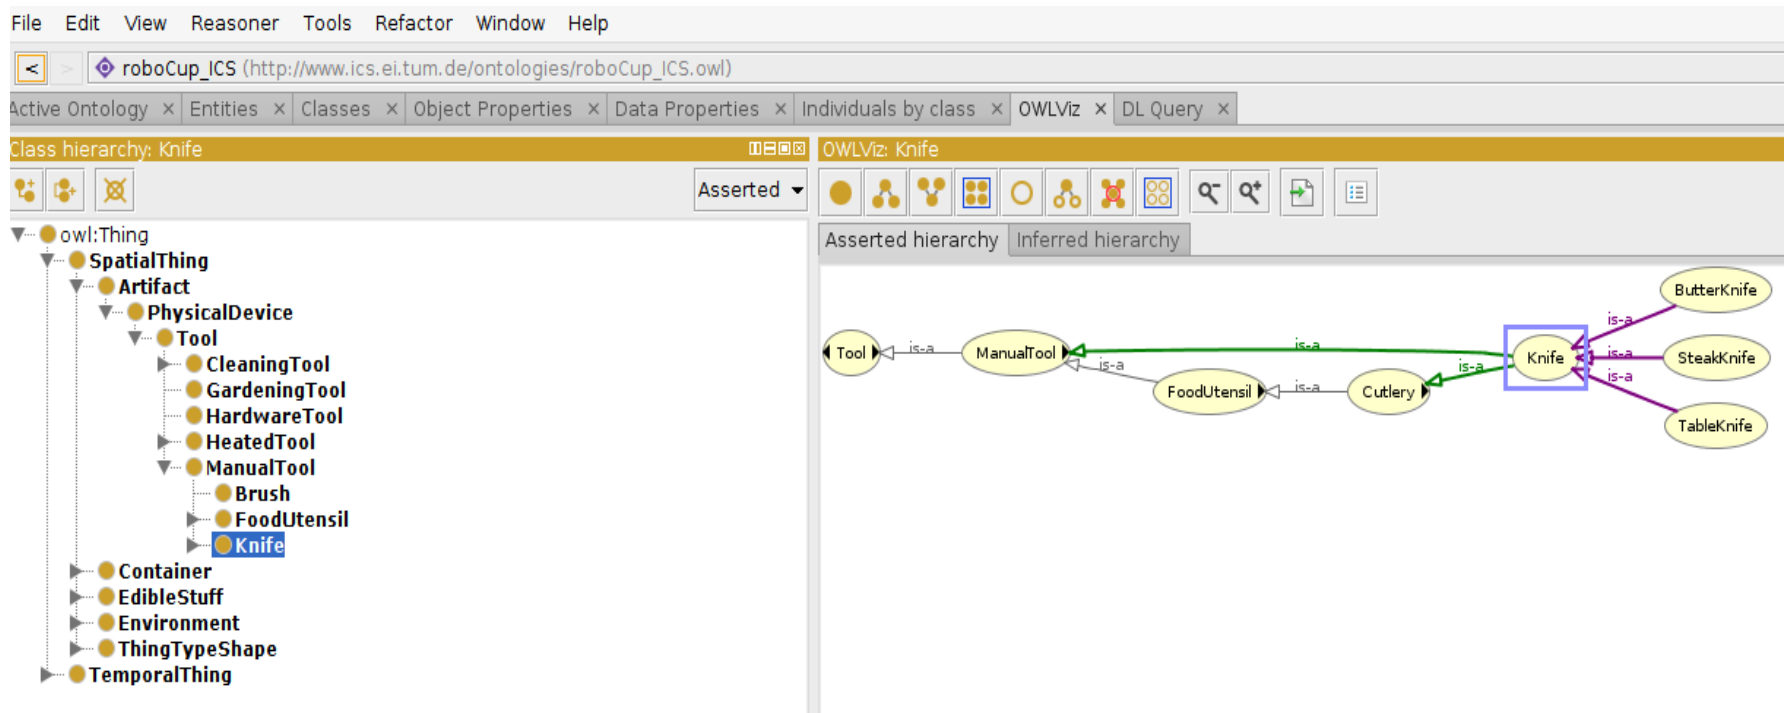 File Edit View Reasoner Tools Refactor Window Help
< > roboCup_ICS (http://www.ics.ei.tum.de/ontologies/roboCup_ICS.owl)
Active Ontology × Entities × Classes × Object Properties × Data Properties × Individuals by class × OWLViz × DL Query ×
Class hierarchy: Knife
OWLViz: Knife
Asserted
Asserted hierarchy Inferred hierarchy
owl:Thing
SpatialThing
Artifact
PhysicalDevice
Tool
CleaningTool
GardeningTool
HardwareTool
HeatedTool
ManualTool
Brush
FoodUtensil
Knife
Container
EdibleStuff
Environment
ThingTypeShape
TemporalThing
ButterKnife
is-a
Tool is-a ManualTool is-a Knife is-a SteakKnife
is-a is-a is-a
FoodUtensil is-a Cutlery
TableKnife